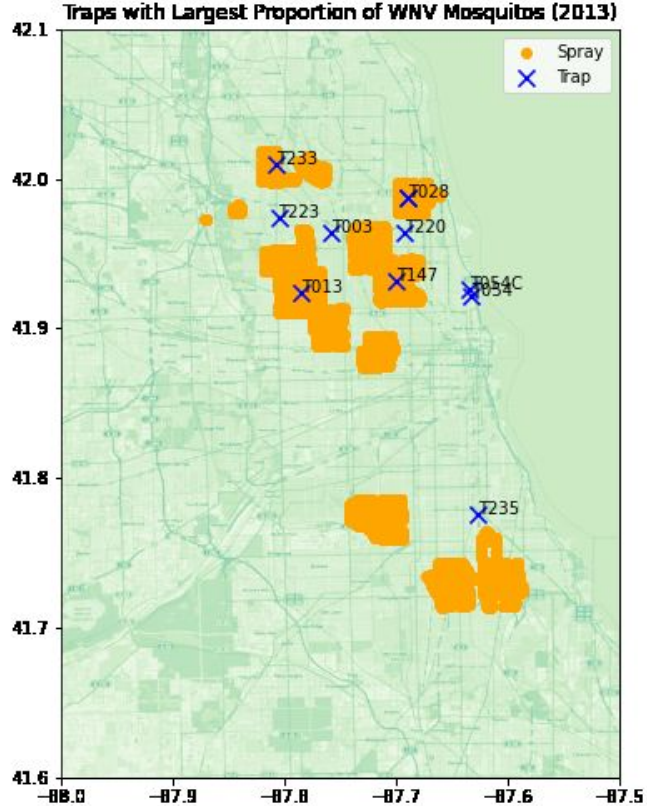 Traps with Largest Proportion of WNV Mosquitos (2013)
42.1
Spray
Trap
42.0
T233
T028
T223
T003
T220
T147
T013
T054C
T054
41.9
41.8
T235
41.7
41.6
−88.0
−87.9
−87.8
−87.7
−87.6
−87.5